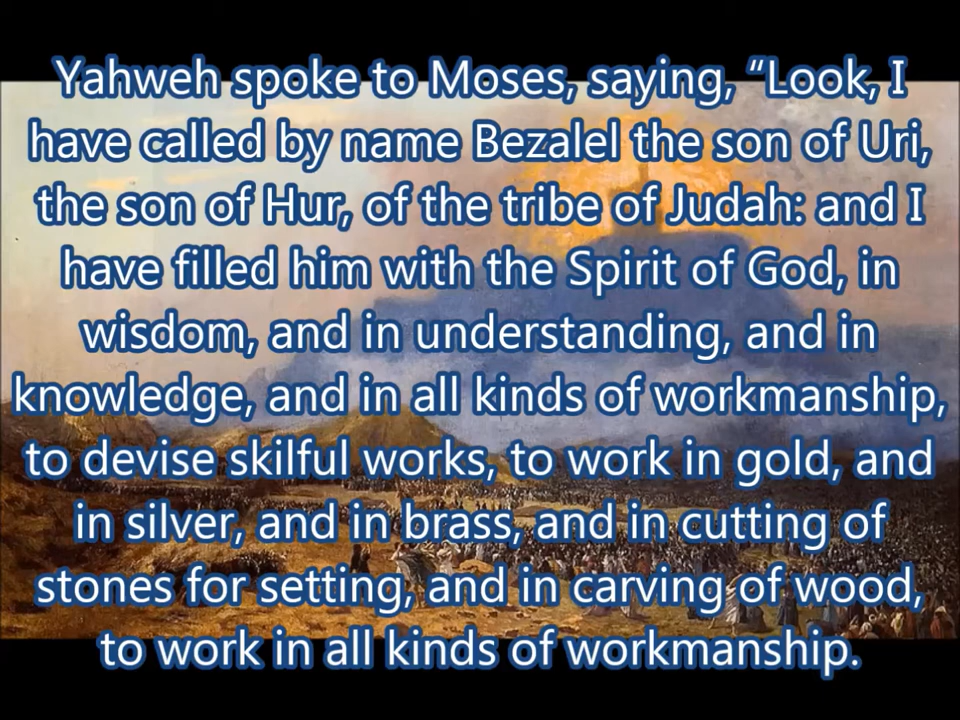 Yahweh spoke to Moses, saying, “Look, I
have called by name Bezalel the son of Uri,
the son of Hur, of the tribe of Judah: and I
have filled him with the Spirit of God, in
wisdom, and in understanding, and in
knowledge, and in all kinds of workmanship,
to devise skilful works, to work in gold, and
in silver, and in brass, and in cutting of
stones for setting, and in carving of wood,
to work in all kinds of workmanship.